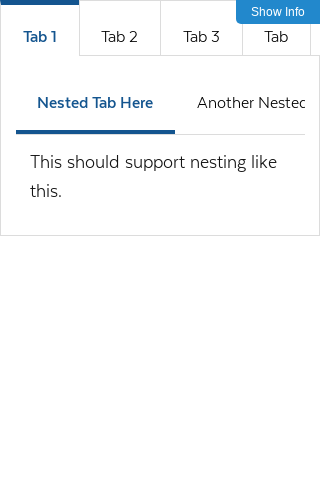 Show Info
Tab 1 Tab 2 Tab 3 Tab
Nested Tab Here Another Nested
This should support nesting like
this.